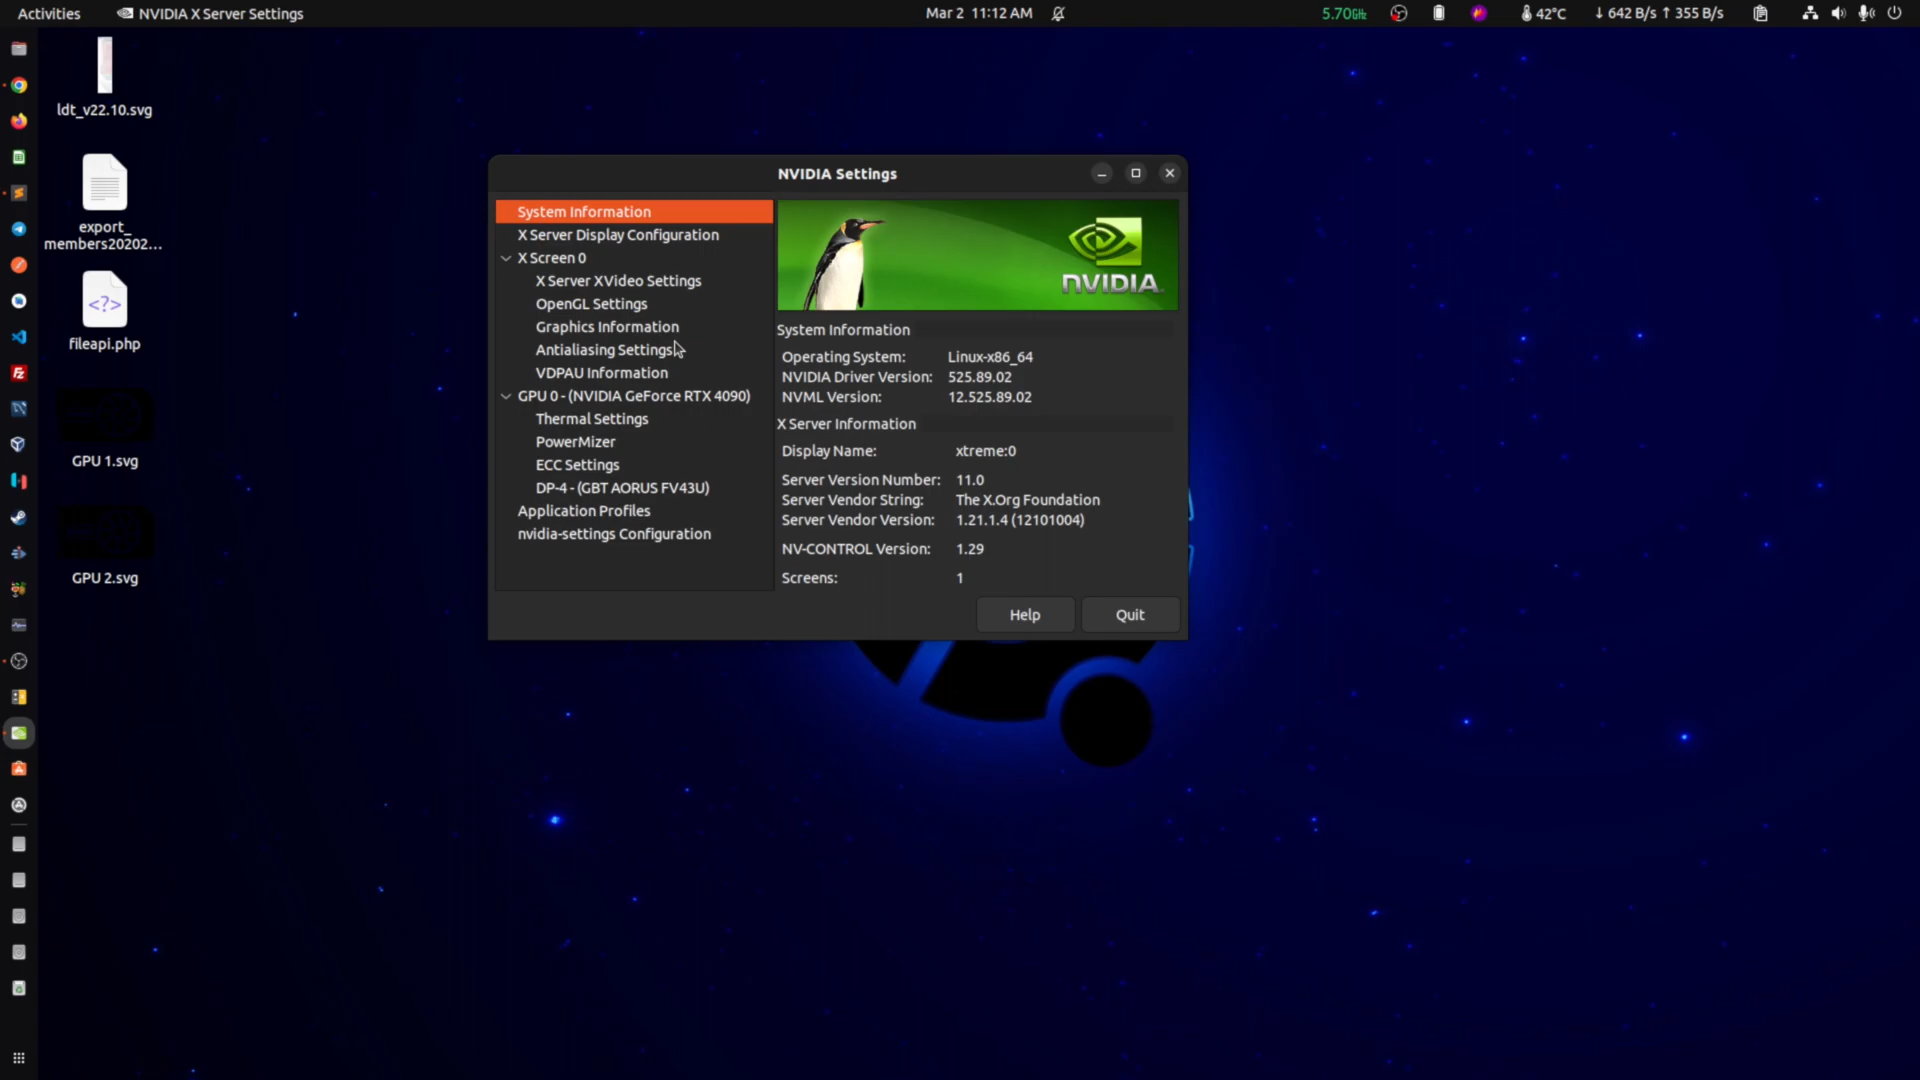 Activities
NVIDIA X Server Settings
Mar 2 11:12 AM
5.70GHz
42°C
↓ 642 B/s ↑ 355 B/s
ldt_v22.10.svg
export_
members20202...
<?>
fileapi.php
GPU 1.svg
GPU 2.svg
NVIDIA Settings
System Information
X Server Display Configuration
X Screen 0
X Server XVideo Settings
OpenGL Settings
Graphics Information
Antialiasing Settings
VDPAU Information
GPU 0 - (NVIDIA GeForce RTX 4090)
Thermal Settings
PowerMizer
ECC Settings
DP-4 - (GBT AORUS FV43U)
Application Profiles
nvidia-settings Configuration
NVIDIA
System Information
Operating System: Linux-x86_64
NVIDIA Driver Version: 525.89.02
NVML Version: 12.525.89.02
X Server Information
Display Name: xtreme:0
Server Version Number: 11.0
Server Vendor String: The X.Org Foundation
Server Vendor Version: 1.21.1.4 (12101004)
NV-CONTROL Version: 1.29
Screens: 1
Help
Quit